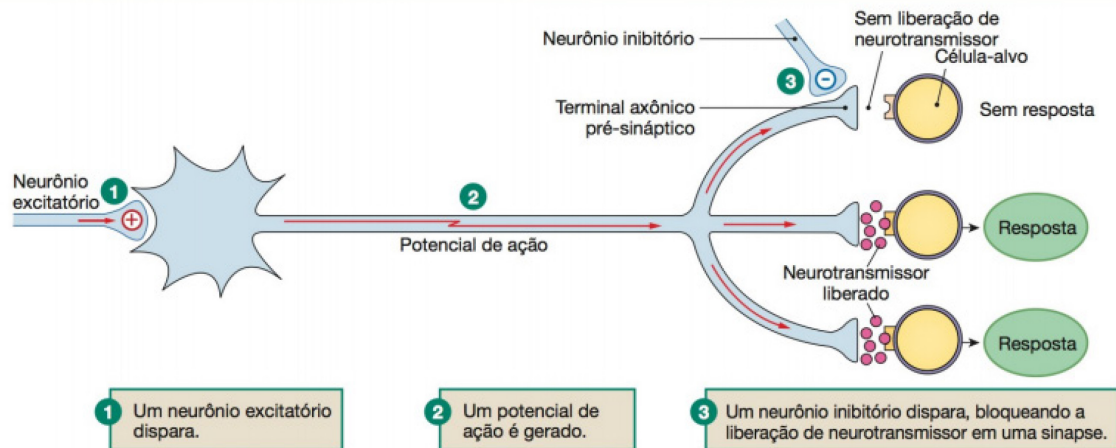 Neurônio inibitório
Sem liberação de
neurotransmissor
Célula-alvo
3
−
Terminal axônico
pré-sináptico
Sem resposta
Neurônio
excitatório
1
+
2
Potencial de ação
Resposta
Neurotransmissor
liberado
Resposta
1 Um neurônio excitatório
dispara.
2 Um potencial de
ação é gerado.
3 Um neurônio inibitório dispara, bloqueando a
liberação de neurotransmissor em uma sinapse.